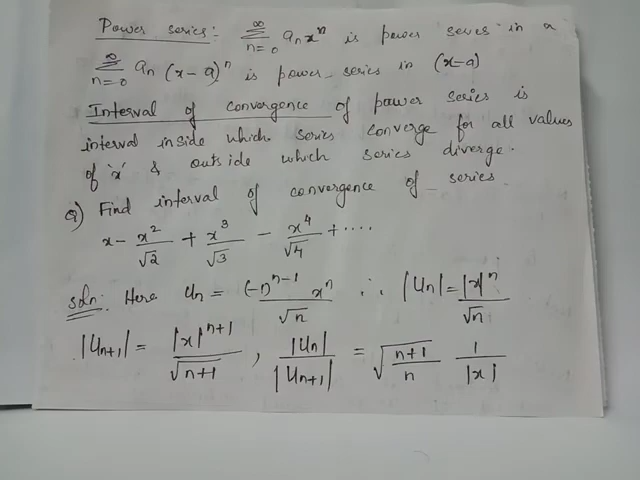 Power series:- ∞∑n=0 aₙxⁿ is power series in a
∞∑n=0 aₙ (x-a)ⁿ is power series in (x-a)
Interval of convergence of power series is
interval inside which series converge for all values
of 'x' & outside which series diverge.
Q) Find interval of convergence of series
x - x²/√2 + x³/√3 - x⁴/√4 + ....
soln: Here uₙ = (-1)ⁿ⁻¹ xⁿ/√n ∴ |uₙ| = |x|ⁿ/√n
|uₙ₊₁| = |x|ⁿ⁺¹/√n+1 , |uₙ|/|uₙ₊₁| = √(n+1/n) 1/|x|